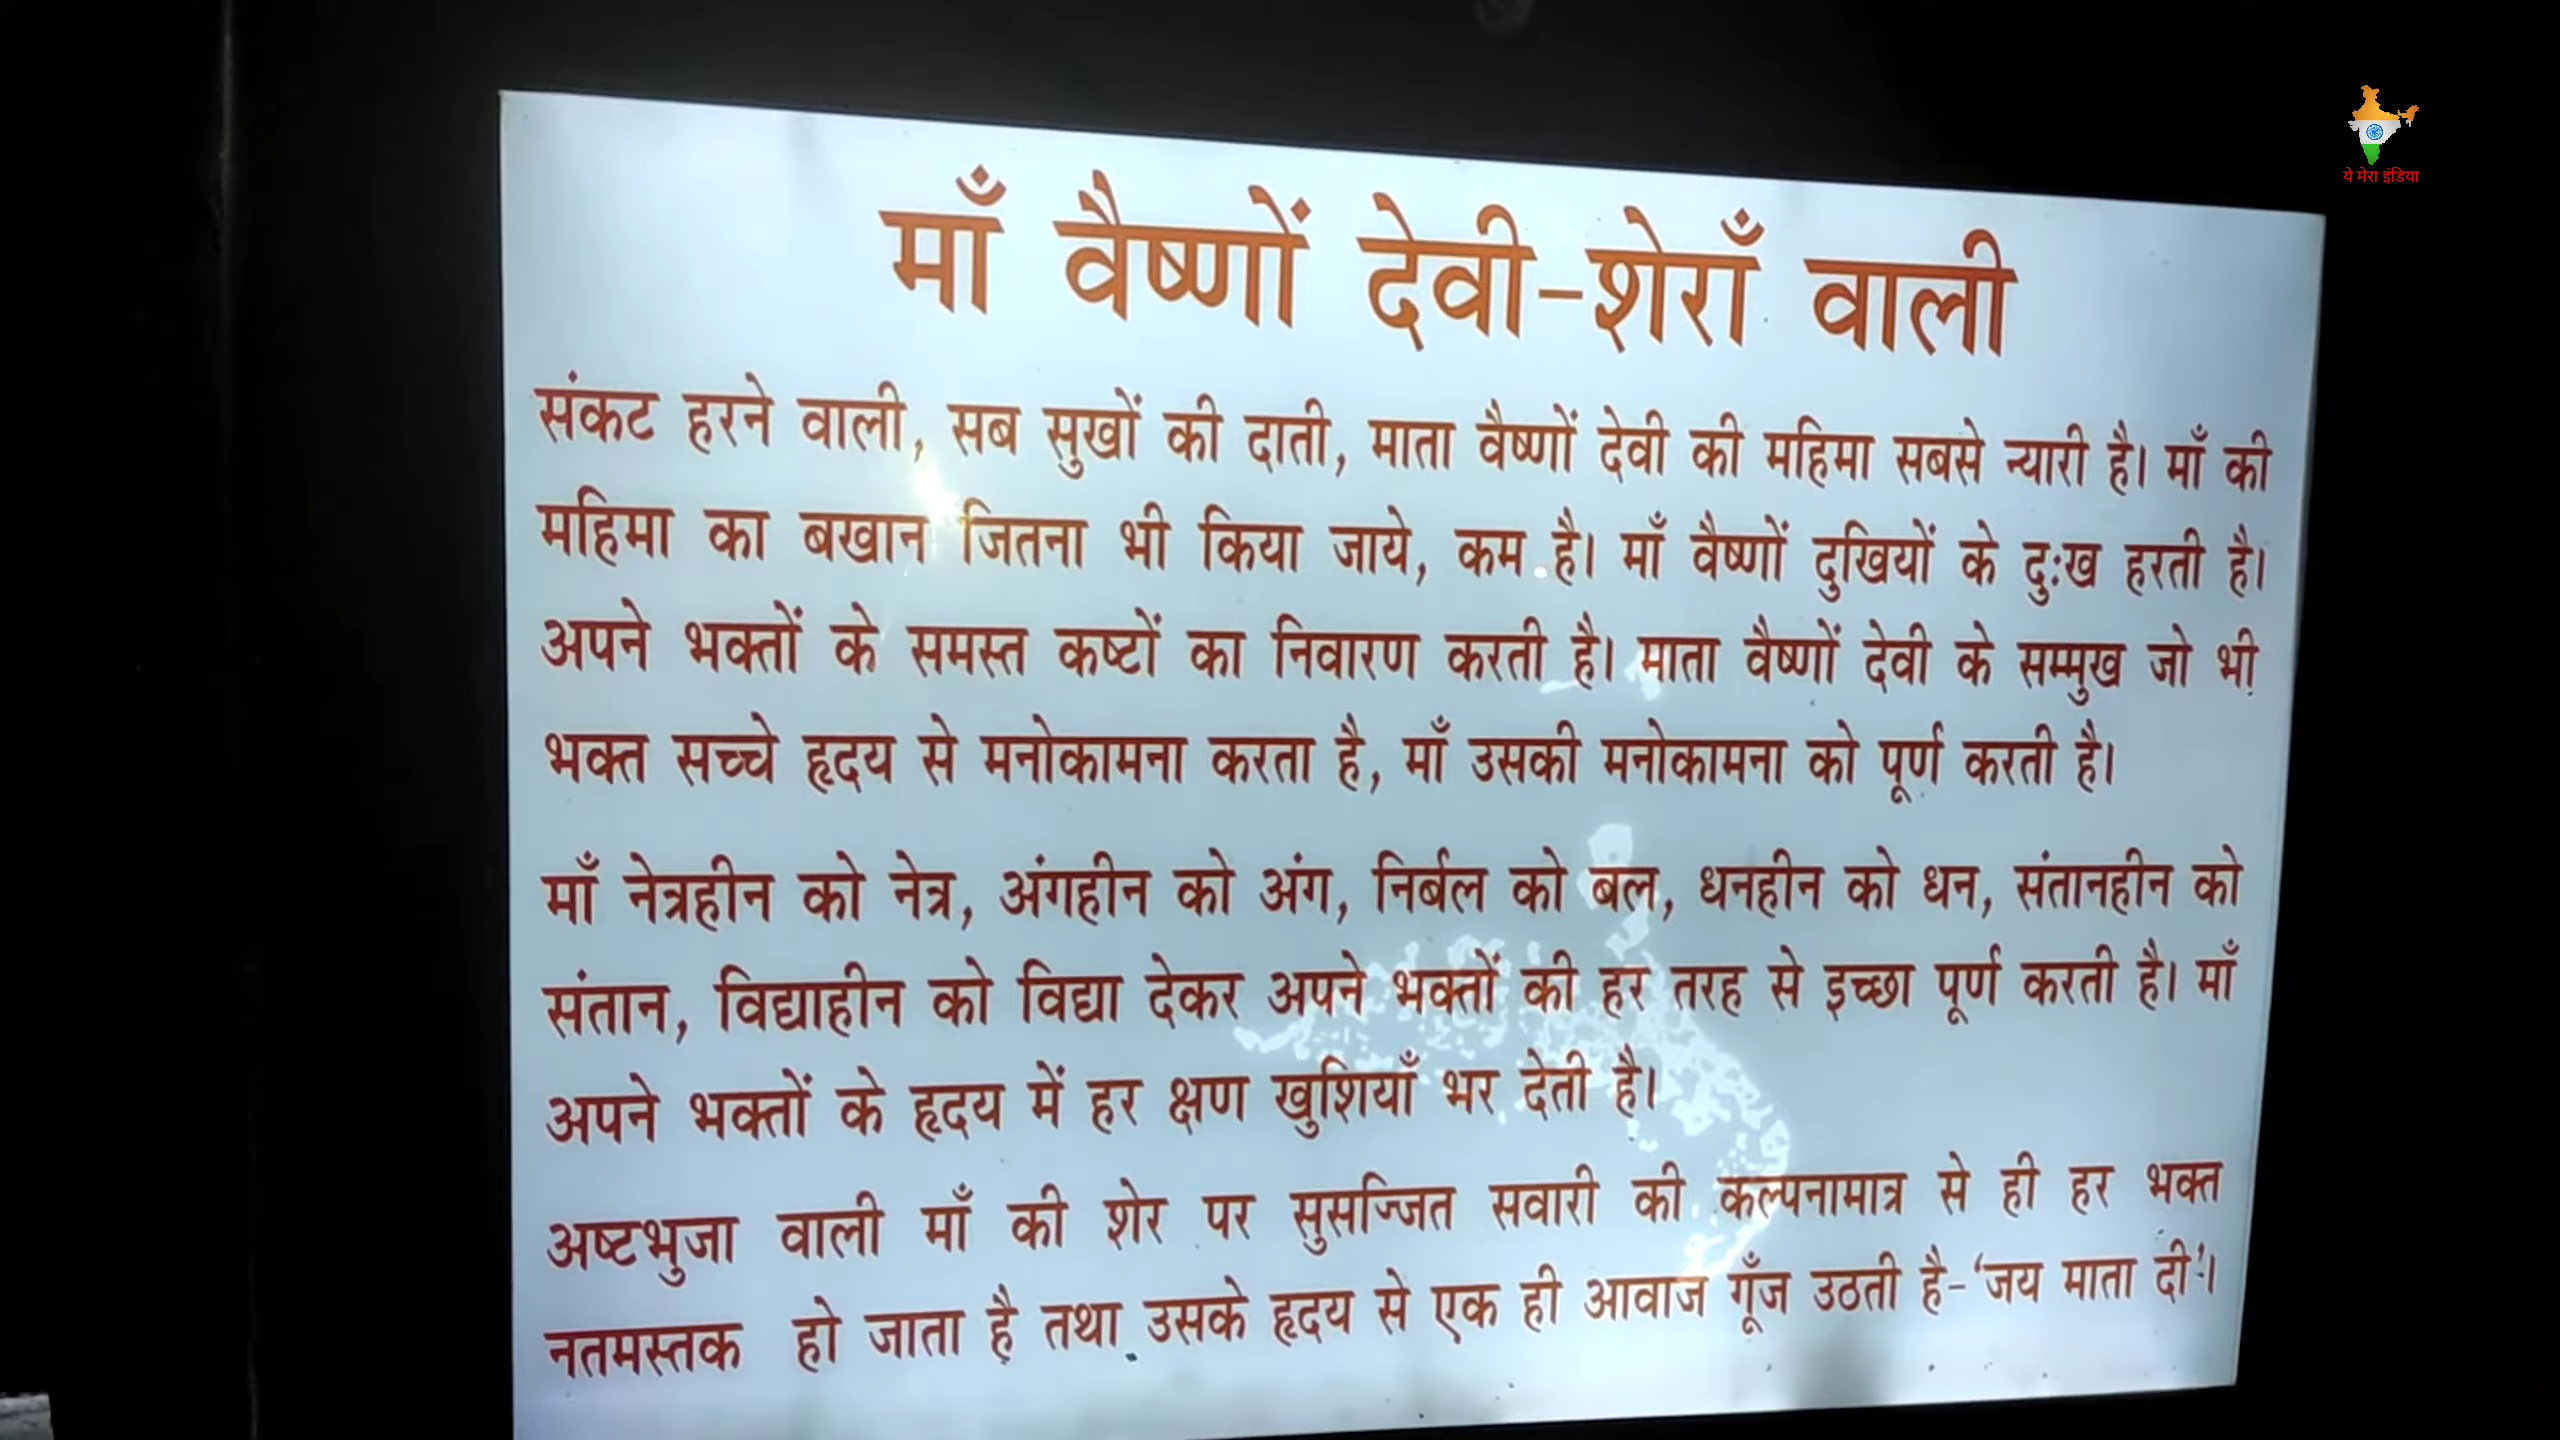 ये मेरा इंडिया
माँ वैष्णों देवी-शेराँ वाली
संकट हरने वाली, सब सुखों की दाती, माता वैष्णों देवी की महिमा सबसे न्यारी है। माँ की
महिमा का बखान जितना भी किया जाये, कम है। माँ वैष्णों दुखियों के दुःख हरती है।
अपने भक्तों के समस्त कष्टों का निवारण करती है। माता वैष्णों देवी के सम्मुख जो भी
भक्त सच्चे हृदय से मनोकामना करता है, माँ उसकी मनोकामना को पूर्ण करती है।
माँ नेत्रहीन को नेत्र, अंगहीन को अंग, निर्बल को बल, धनहीन को धन, संतानहीन को
संतान, विद्याहीन को विद्या देकर अपने भक्तों की हर तरह से इच्छा पूर्ण करती है। माँ
अपने भक्तों के हृदय में हर क्षण खुशियाँ भर देती है।
अष्टभुजा वाली माँ की शेर पर सुसज्जित सवारी की कल्पनामात्र से ही हर भक्त
नतमस्तक हो जाता है तथा उसके हृदय से एक ही आवाज गूँज उठती है-‘जय माता दी’।